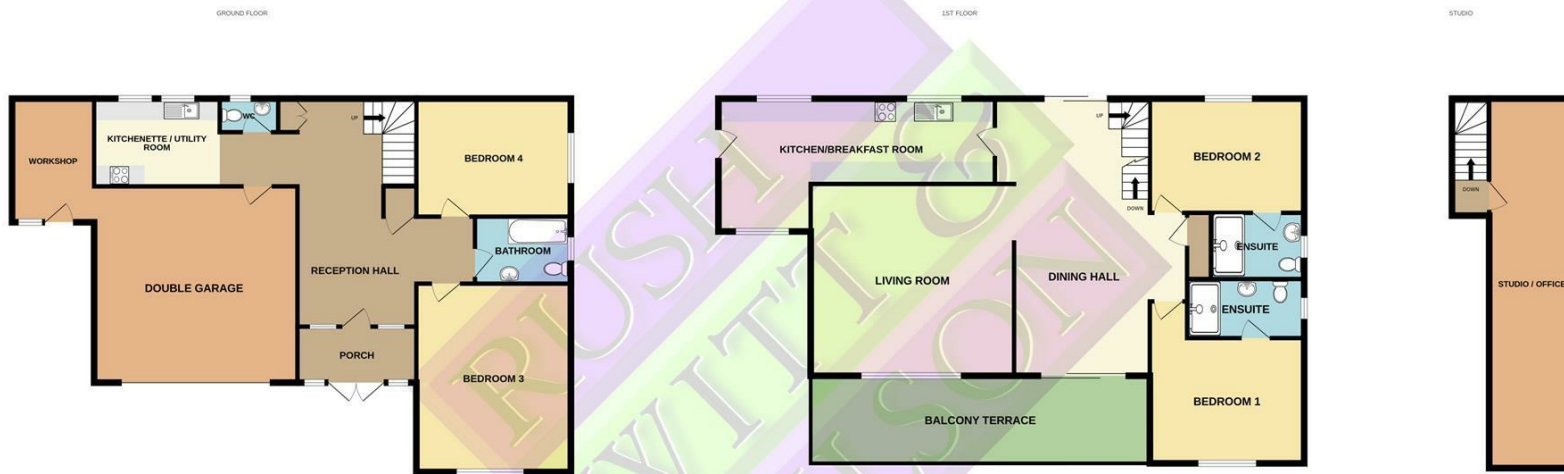 GROUND FLOOR
WORKSHOP
KITCHENETTE / UTILITY
ROOM
WC
UP
BEDROOM 4
BATHROOM
RECEPTION HALL
DOUBLE GARAGE
PORCH
BEDROOM 3
1ST FLOOR
KITCHEN/BREAKFAST ROOM
UP
DOWN
BEDROOM 2
ENSUITE
LIVING ROOM
DINING HALL
ENSUITE
BEDROOM 1
BALCONY TERRACE
STUDIO
DOWN
STUDIO / OFFICE
RUSH
WITT &
SON